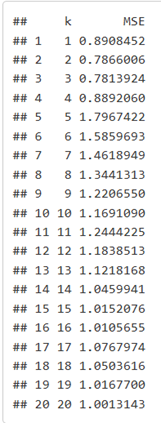 ##     k       MSE
## 1   1 0.8908452
## 2   2 0.7866006
## 3   3 0.7813924
## 4   4 0.8892060
## 5   5 1.7967422
## 6   6 1.5859693
## 7   7 1.4618949
## 8   8 1.3441313
## 9   9 1.2206550
## 10 10 1.1691090
## 11 11 1.2444225
## 12 12 1.1838513
## 13 13 1.1218168
## 14 14 1.0459941
## 15 15 1.0152076
## 16 16 1.0105655
## 17 17 1.0767974
## 18 18 1.0503616
## 19 19 1.0167700
## 20 20 1.0013143